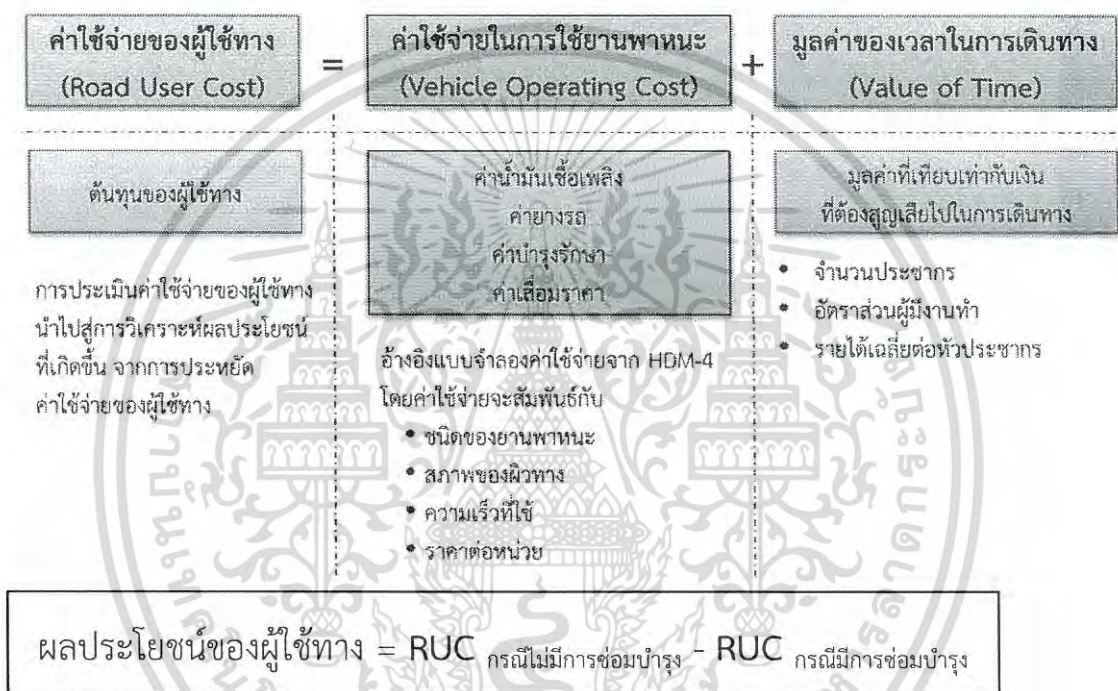 ค่าใช้จ่ายของผู้ใช้ทาง
(Road User Cost)
=
ค่าใช้จ่ายในการใช้ยานพาหนะ
(Vehicle Operating Cost)
+
มูลค่าของเวลาในการเดินทาง
(Value of Time)
ต้นทุนของผู้ใช้ทาง
การประเมินค่าใช้จ่ายของผู้ใช้ทาง
นำไปสู่การวิเคราะห์ผลประโยชน์
ที่เกิดขึ้น จากการประหยัด
ค่าใช้จ่ายของผู้ใช้ทาง
ค่าน้ำมันเชื้อเพลิง
ค่ายางรถ
ค่าบำรุงรักษา
ค่าเสื่อมราคา
อ้างอิงแบบจำลองค่าใช้จ่ายจาก HDM-4
โดยค่าใช้จ่ายจะสัมพันธ์กับ
• ชนิดของยานพาหนะ
• สภาพของผิวทาง
• ความเร็วที่ใช้
• ราคาต่อหน่วย
มูลค่าที่เทียบเท่ากับเงิน
ที่ต้องสูญเสียไปในการเดินทาง
• จำนวนประชากร
• อัตราส่วนผู้มีงานทำ
• รายได้เฉลี่ยต่อหัวประชากร
ผลประโยชน์ของผู้ใช้ทาง = RUC กรณีไม่มีการซ่อมบำรุง - RUC กรณีมีการซ่อมบำรุง